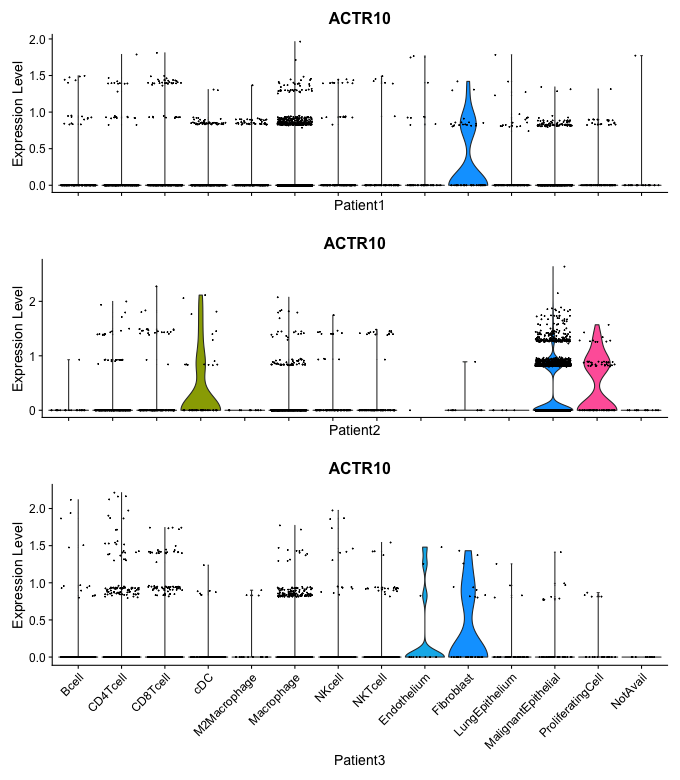 ACTR10
Expression Level
2.0
1.5
1.0
0.5
0.0
Patient1
ACTR10
Expression Level
2
1
0
Patient2
ACTR10
Expression Level
2.0
1.5
1.0
0.5
0.0
Bcell
CD4Tcell
CD8Tcell
cDC
M2Macrophage
Macrophage
NKcell
NKTcell
Endothelium
Fibroblast
LungEpithelium
MalignantEpithelial
ProliferatingCell
NotAvail
Patient3